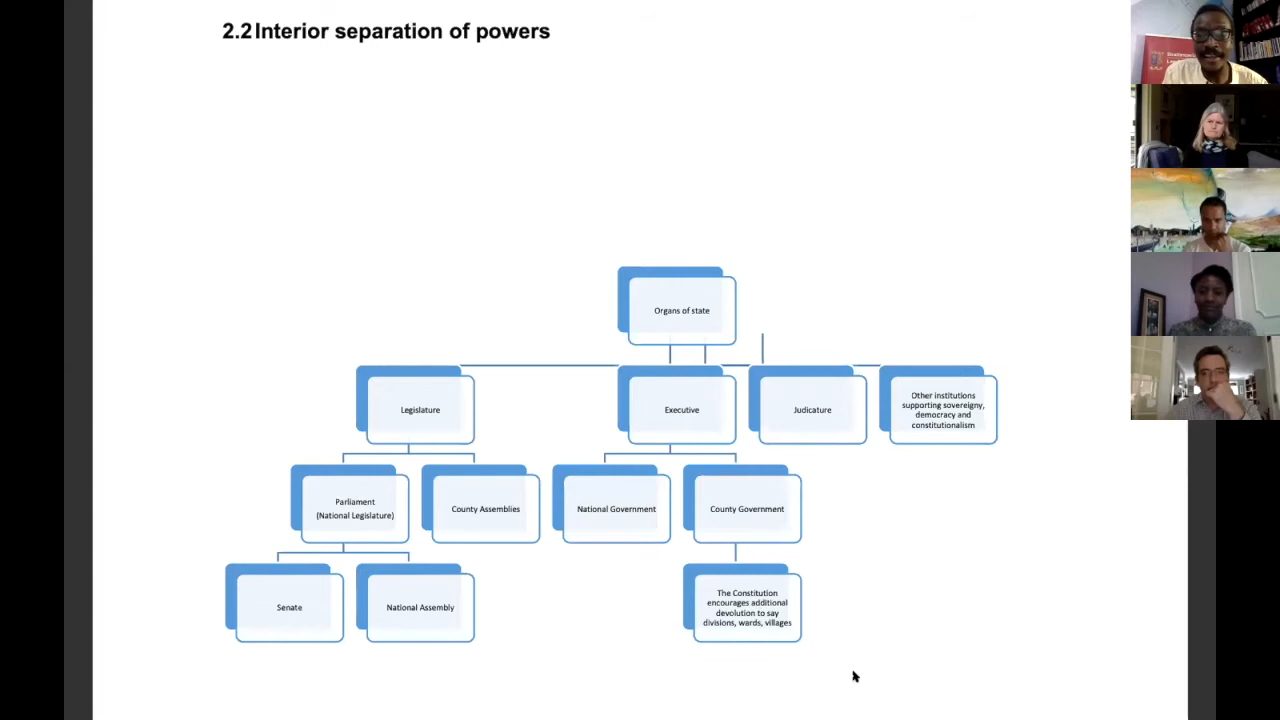 2.2 Interior separation of powers
Organs of state
Legislature
Executive
Judicature
Other institutions
supporting sovereigny,
democracy and
constitutionalism
Parliament
(National Legislature)
County Assemblies
National Government
County Government
Senate
National Assembly
The Constitution
encourages additional
devolution to say
divisions, wards, villages